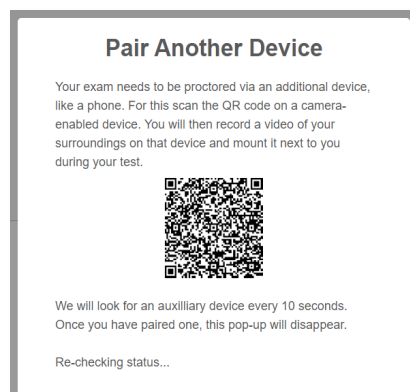 Pair Another Device
Your exam needs to be proctored via an additional device,
like a phone. For this scan the QR code on a camera-
enabled device. You will then record a video of your
surroundings on that device and mount it next to you
during your test.
We will look for an auxilliary device every 10 seconds.
Once you have paired one, this pop-up will disappear.
Re-checking status...